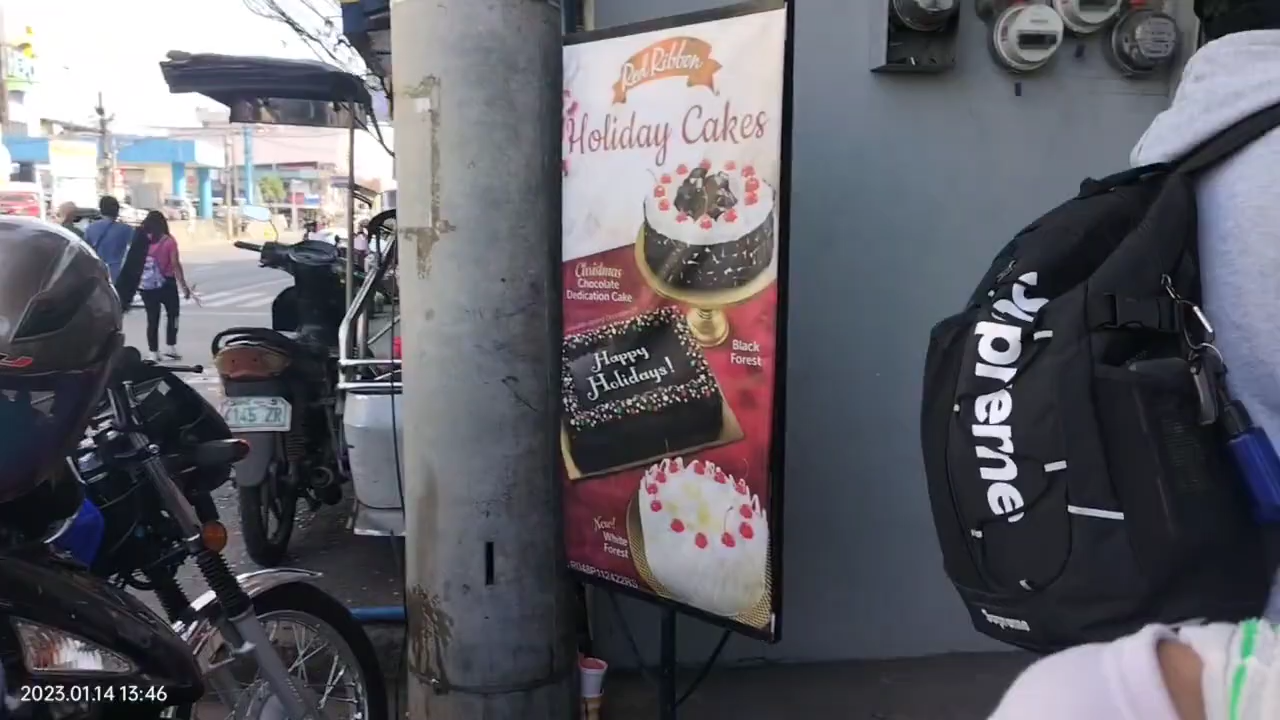 Red Ribbon
Holiday Cakes
Christmas
Chocolate
Dedication Cake
Black
Forest
Happy
Holidays!
New!
White
Forest
Supreme
145 ZR
2023.01.14 13:46